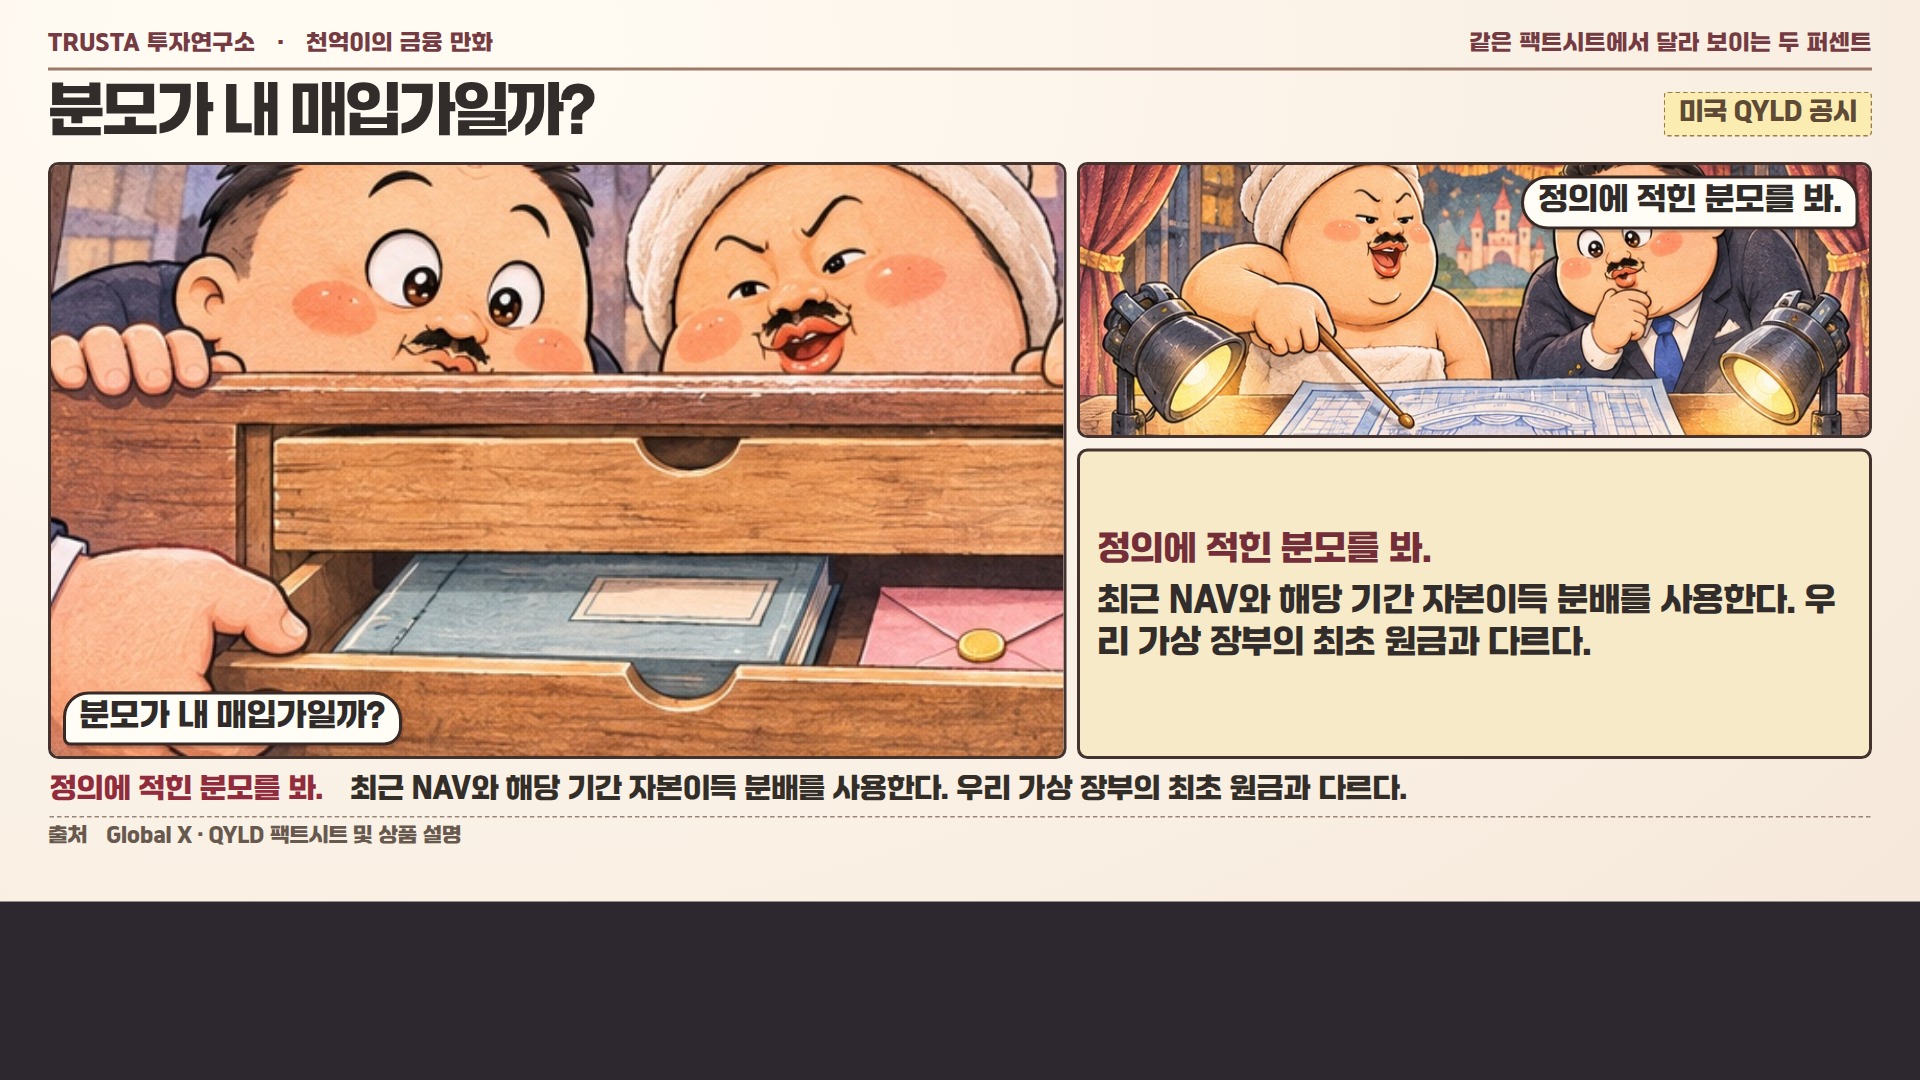 TRUSTA 투자연구소 · 천억이의 금융 만화
같은 팩트시트에서 달라 보이는 두 퍼센트
분모가 내 매입가일까?
미국 QYLD 공시
정의에 적힌 분모를 봐.
분모가 내 매입가일까?
정의에 적힌 분모를 봐.
최근 NAV와 해당 기간 자본이득 분배를 사용한다. 우
리 가상 장부의 최초 원금과 다르다.
정의에 적힌 분모를 봐. 최근 NAV와 해당 기간 자본이득 분배를 사용한다. 우리 가상 장부의 최초 원금과 다르다.
출처 Global X · QYLD 팩트시트 및 상품 설명